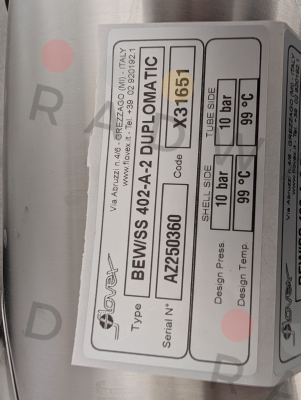 flovex
Via Abruzzi n.4/6 - GREZZAGO (MI) - ITALY
www.flovex.it - Tel. +39 02 920192.1
Type BEW/SS 402-A-2 DUPLOMATIC
Serial N° AZ250360 Code X31651
SHELL SIDE TUBE SIDE
Design Press. 10 bar 10 bar
Design Temp. 99 °C 99 °C
R A D W
D R